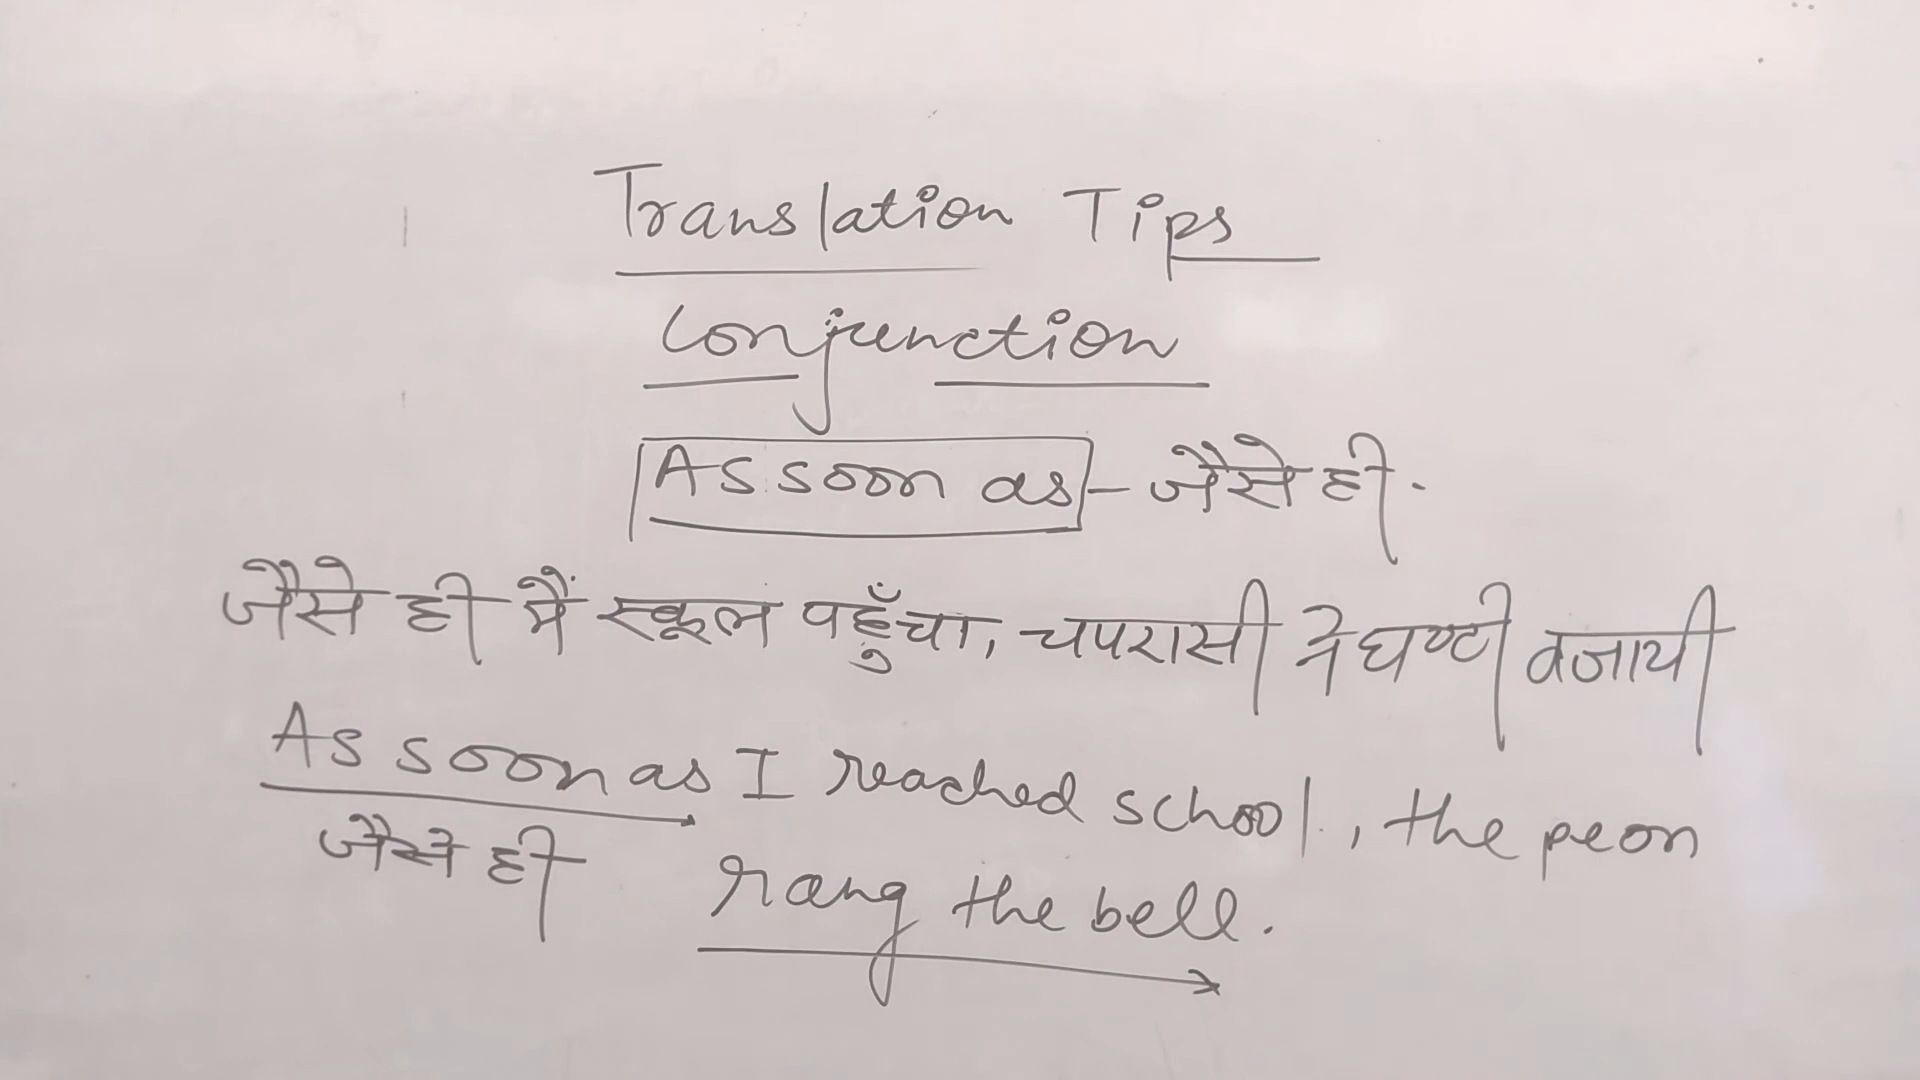 Translation Tips
Conjunction
As soon as - जैसे ही.
जैसे ही मैं स्कूल पहुँचा, चपरासी ने घण्टी बजायी
As soon as I reached school, the peon
जैसे ही rang the bell.